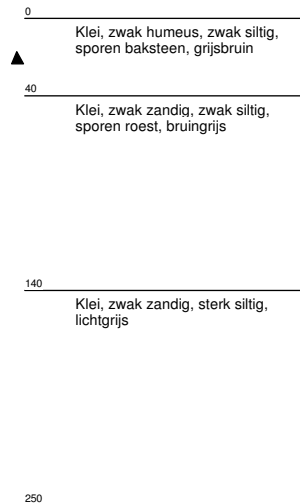 0
Klei, zwak humeus, zwak siltig,
sporen baksteen, grijsbruin
40
Klei, zwak zandig, zwak siltig,
sporen roest, bruingrijs
140
Klei, zwak zandig, sterk siltig,
lichtgrijs
250